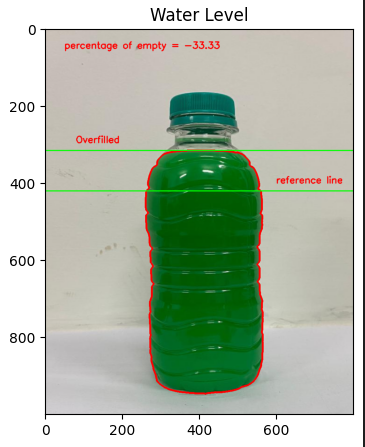 Water Level
0
percentage of empty = -33.33
200
Overfilled
reference line
400
600
800
0 200 400 600